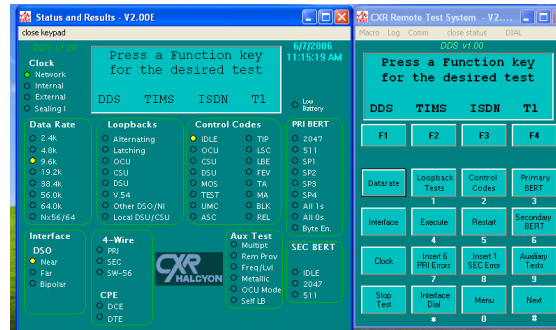 Status and Results - V2.00E
close keypad
DDS v1.00
6/7/2006
11:15:19 AM
Press a Function key
for the desired test
DDS TIMS ISDN T1
Clock
Network
Internal
External
Sealing I
Low
Battery
Data Rate
2.4k
4.8k
9.6k
19.2k
38.4k
56.0k
64.0k
Nx56/64
Loopbacks
Alternating
Latching
OCU
CSU
DSU
V.54
Other DSO/NI
Local DSU/CSU
Control Codes
IDLE TIP
OCU LSC
CSU LBE
DSU FEV
MOS TA
TEST MA
UMC BLK
ASC REL
PRI BERT
2047
511
SP1
SP2
SP3
SP4
All 1s
All 0s
Byte En.
Interface
DSO
Near
Far
Bipolar
4-Wire
PRI
SEC
SW-56
CPE
DCE
DTE
CXR
HALCYON
Aux Test
Multipt
Rem Prov
Freq/Lvl
Metallic
OCU Mode
Self LB
SEC BERT
IDLE
2047
511
CXR Remote Test System - V2....
Macro Log Comm close status DIAL
DDS v1.00
Press a Function key
for the desired test
DDS TIMS ISDN T1
F1 F2 F3 F4
Datarate
Loopback
Tests
1
Control
Codes
2
Primary
BERT
3
Interface
Execute
4
Restart
5
Secondary
BERT
6
Clock
Insert 6
PRI Errors
7
Insert 1
SEC Error
8
Auxiliary
Tests
9
Stop
Test
Interface
Dial
*
Menu
0
Next
#